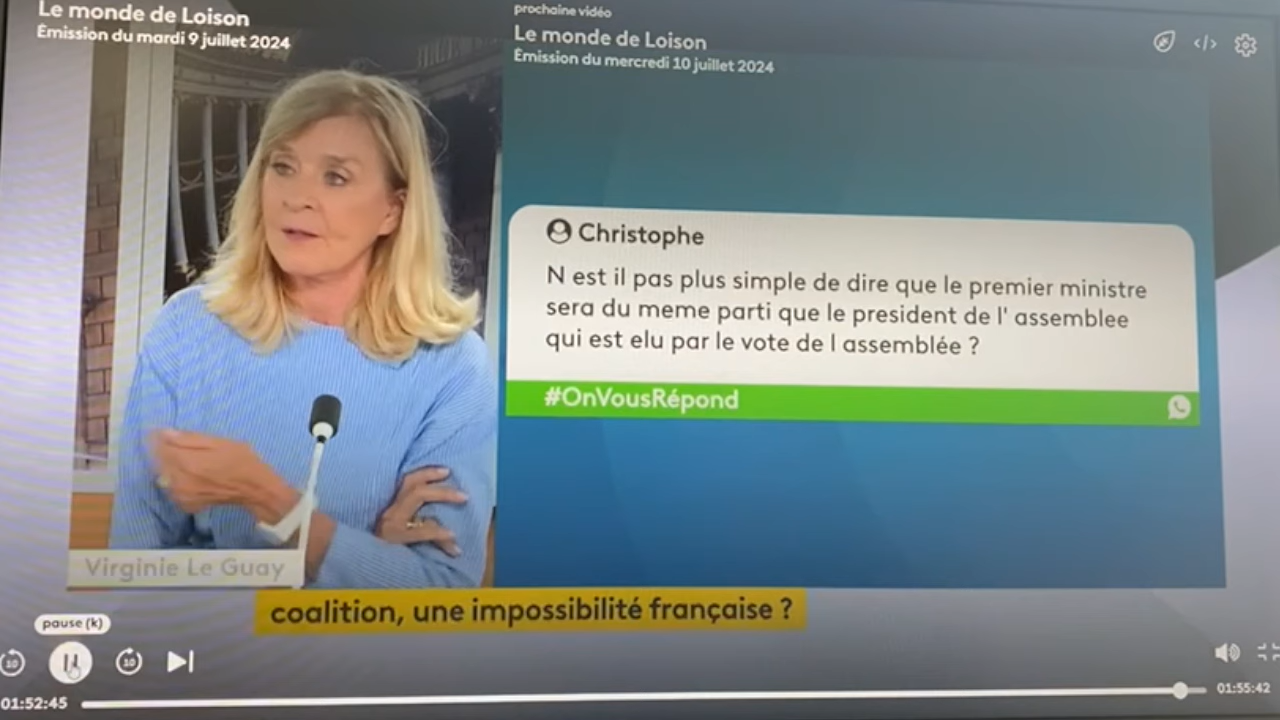 Le monde de Loison
Émission du mardi 9 juillet 2024
prochaine vidéo
Le monde de Loison
Émission du mercredi 10 juillet 2024
</>
Christophe
N est il pas plus simple de dire que le premier ministre
sera du meme parti que le president de l' assemblee
qui est elu par le vote de l assemblée ?
#OnVousRépond
Virginie Le Guay
coalition, une impossibilité française ?
pause (k)
10
10
01:52:45
01:55:42